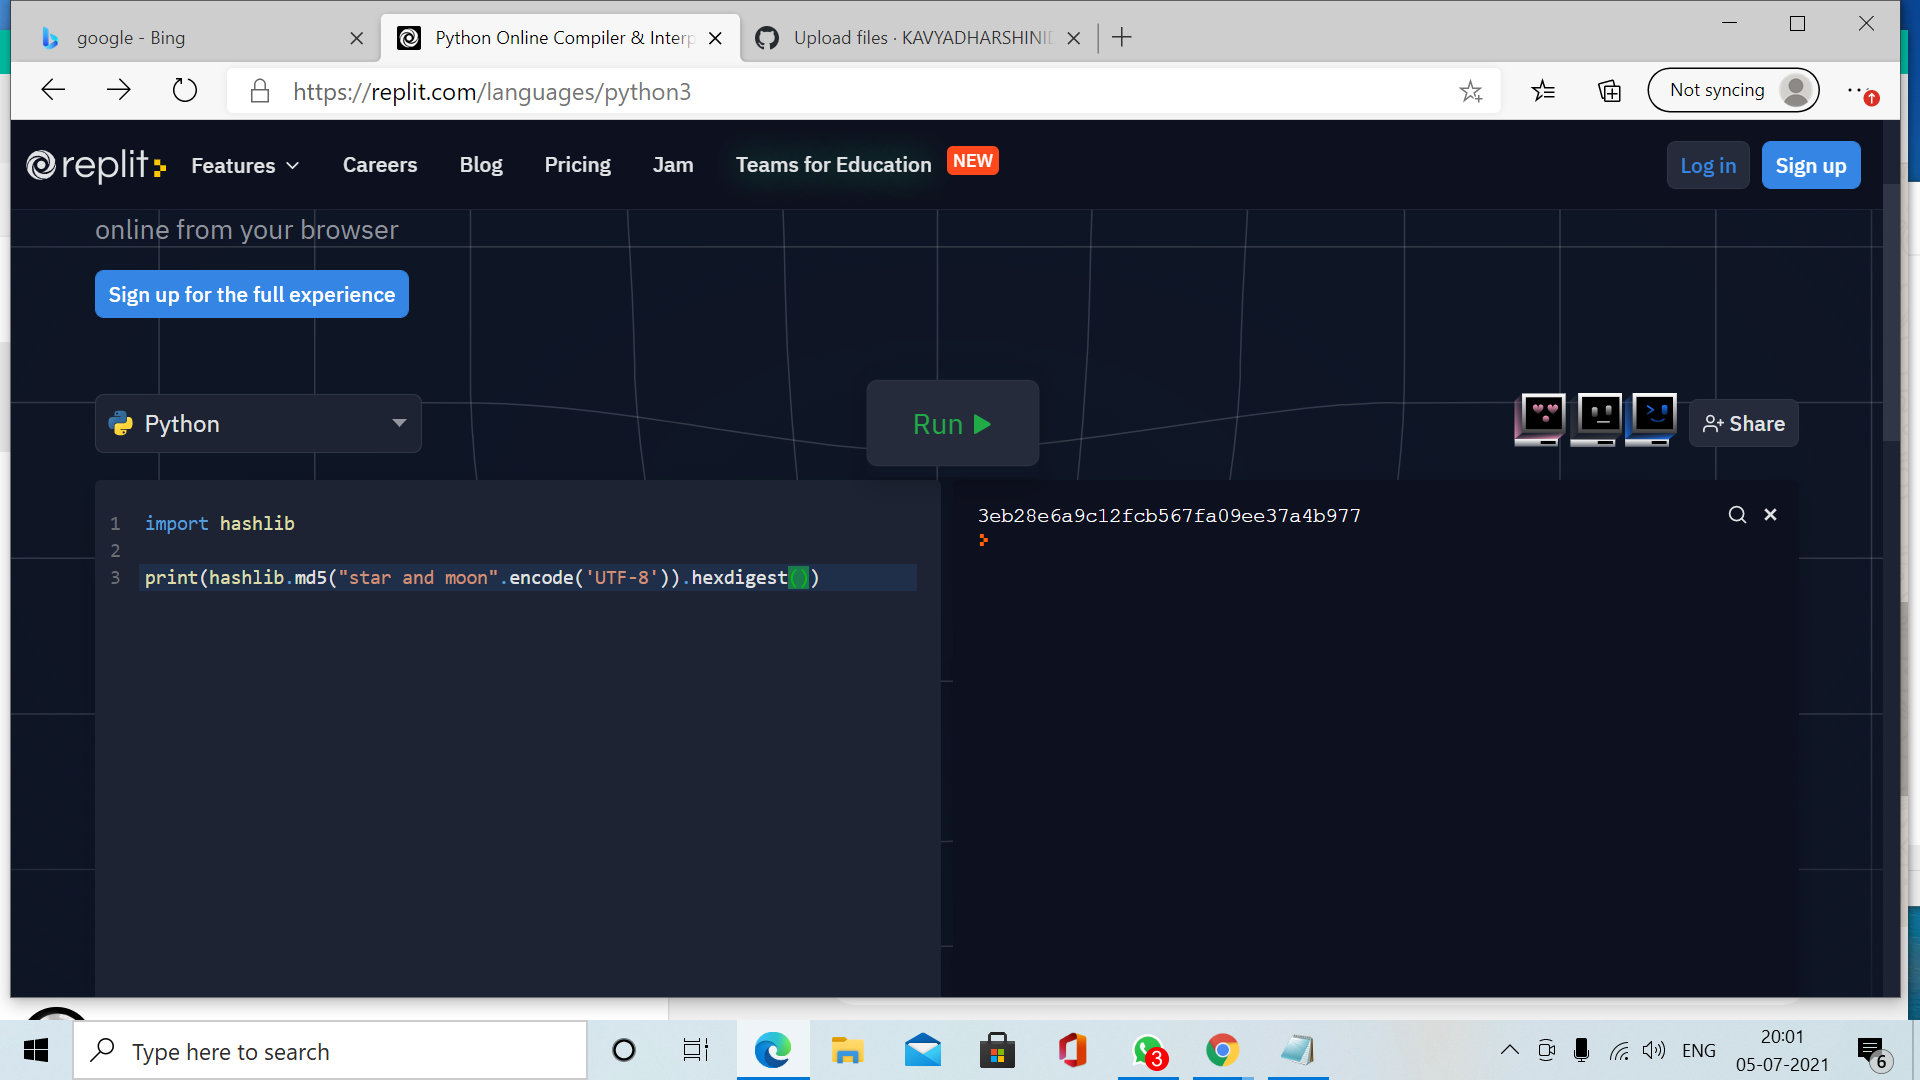 google - Bing
Python Online Compiler & Interp
Upload files · KAVYADHARSHINID
https://replit.com/languages/python3
Not syncing
replit
Features
Careers
Blog
Pricing
Jam
Teams for Education
NEW
Log in
Sign up
online from your browser
Sign up for the full experience
Python
Run
Share
1 import hashlib
2
3 print(hashlib.md5("star and moon".encode('UTF-8')).hexdigest())
3eb28e6a9c12fcb567fa09ee37a4b977
Type here to search
3
ENG
20:01
05-07-2021
6